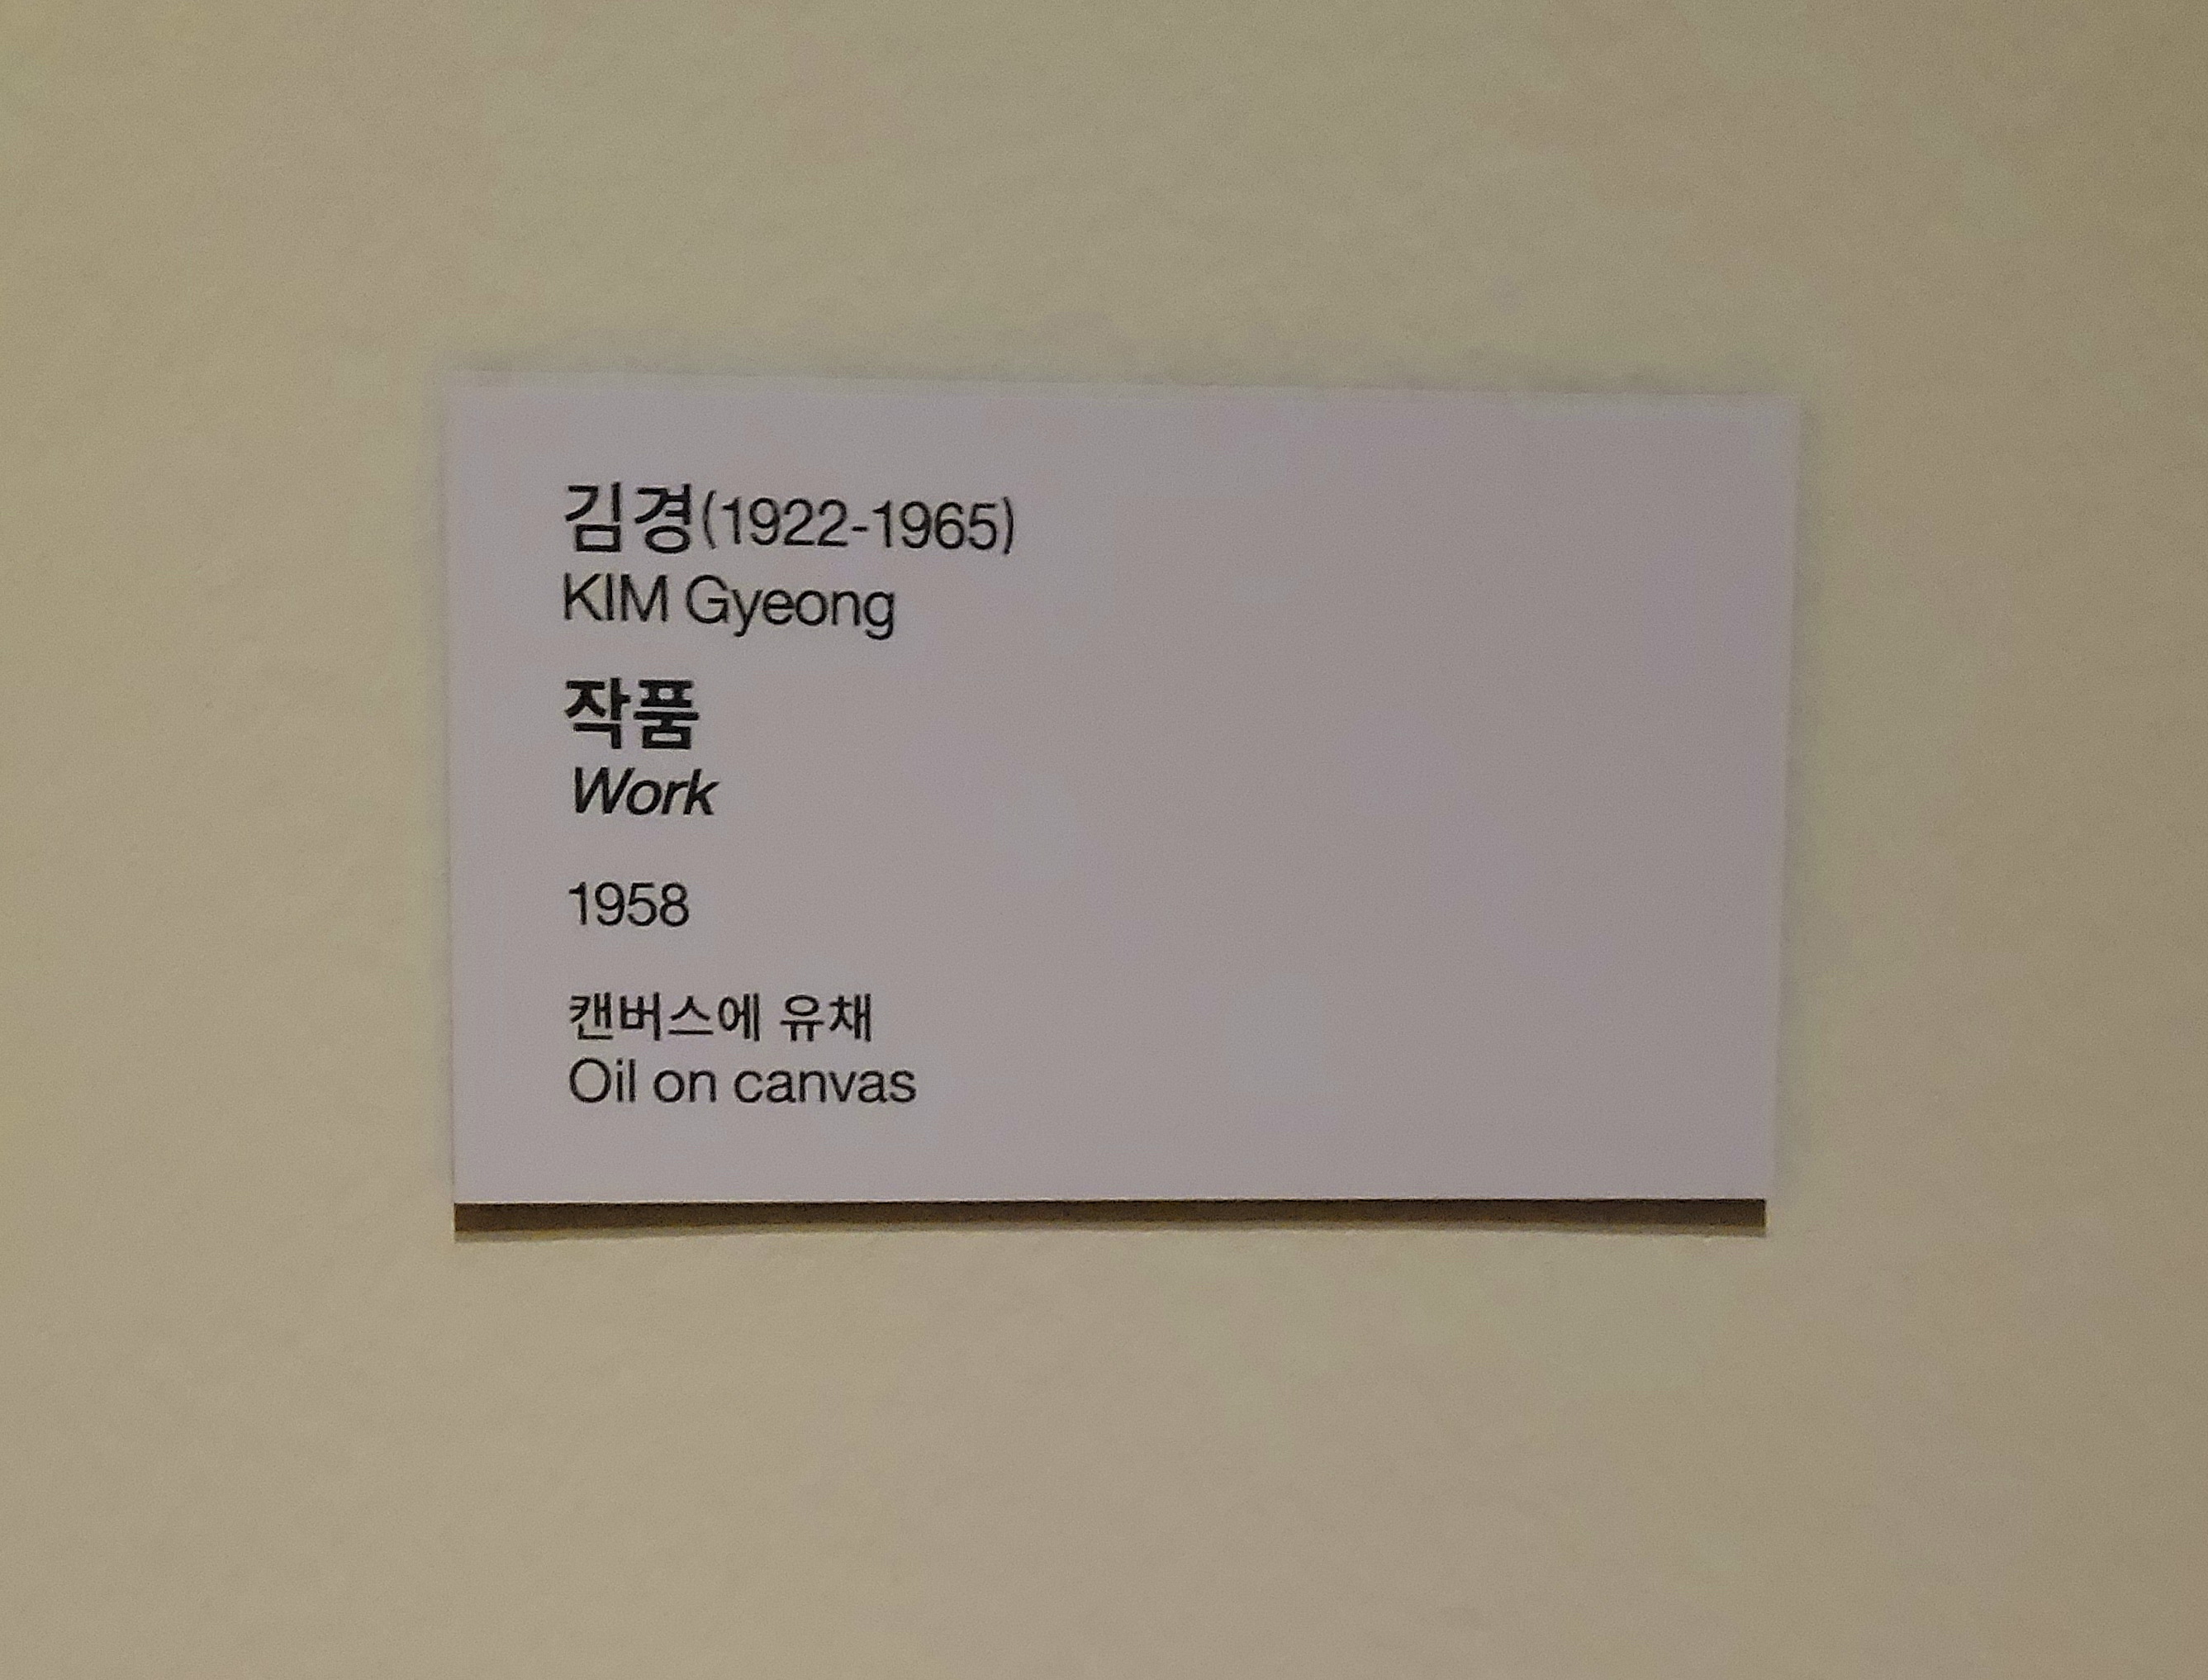 김경(1922-1965)
KIM Gyeong
작품
Work
1958
캔버스에 유채
Oil on canvas